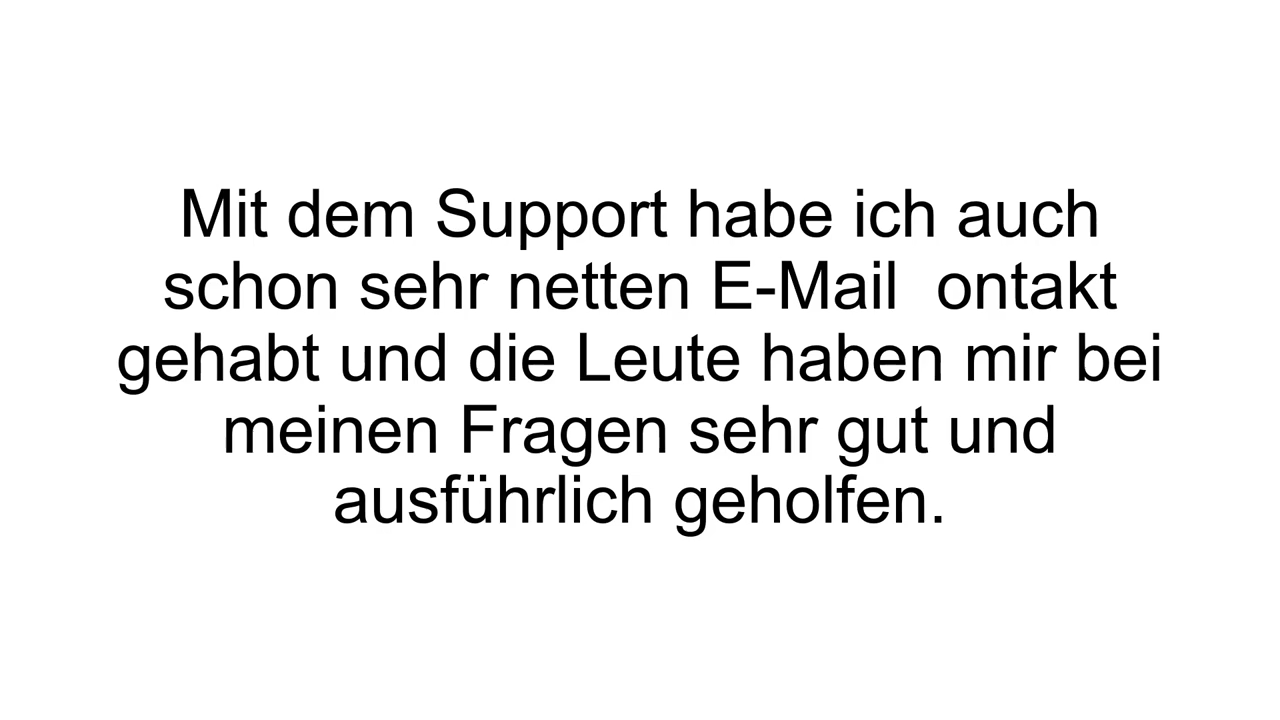 Mit dem Support habe ich auch
schon sehr netten E-Mail  ontakt
gehabt und die Leute haben mir bei
meinen Fragen sehr gut und
ausführlich geholfen.